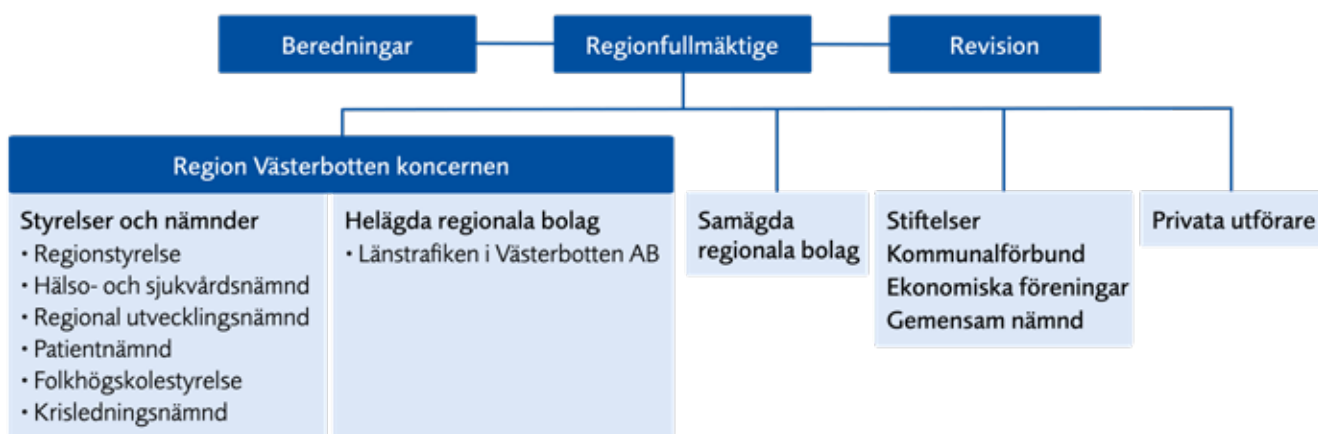 Beredningar
Regionfullmäktige
Revision
Region Västerbotten koncernen
Styrelser och nämnder
• Regionstyrelse
• Hälso- och sjukvårdsnämnd
• Regional utvecklingsnämnd
• Patientnämnd
• Folkhögskolestyrelse
• Krisledningsnämnd
Helägda regionala bolag
• Länstrafiken i Västerbotten AB
Samägda
regionala bolag
Stiftelser
Kommunalförbund
Ekonomiska föreningar
Gemensam nämnd
Privata utförare